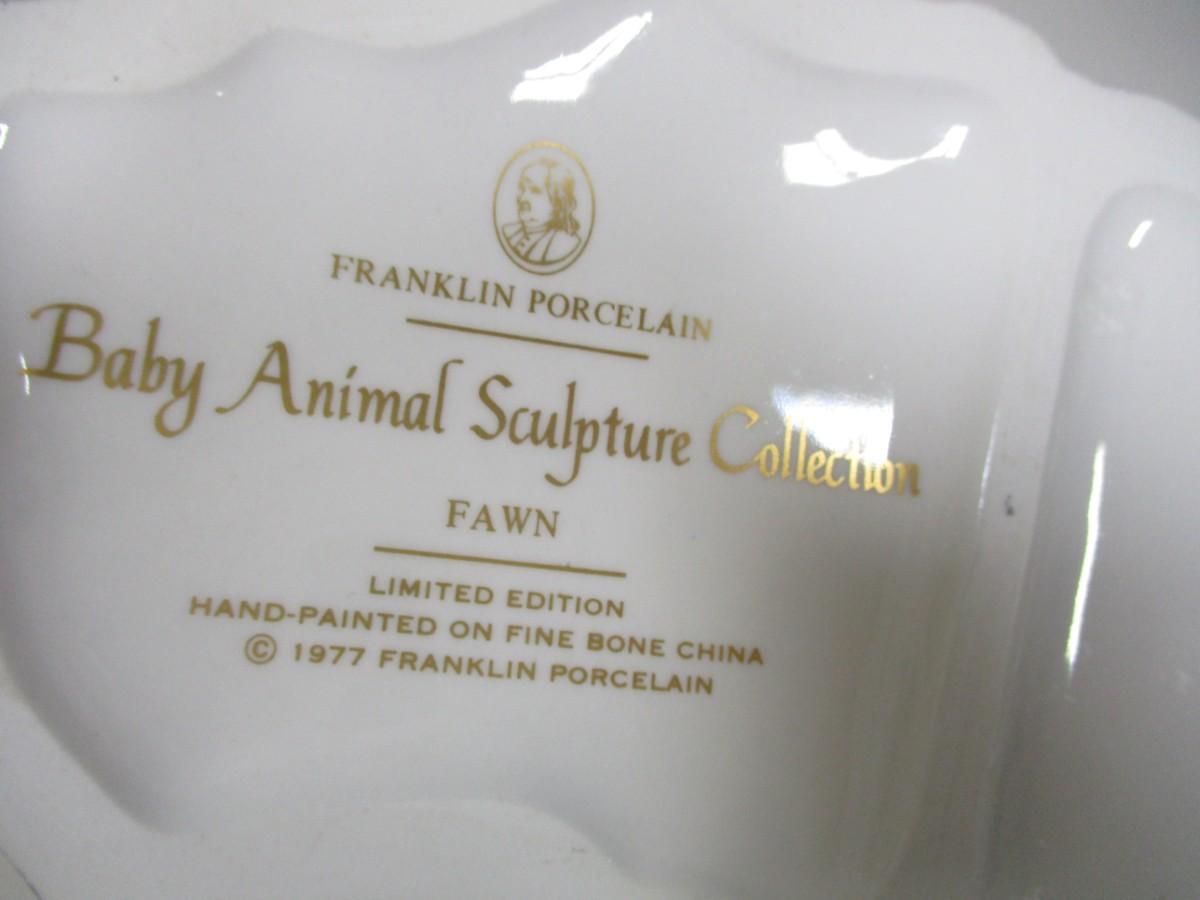 FRANKLIN PORCELAIN
Baby Animal Sculpture Collection
FAWN
LIMITED EDITION
HAND-PAINTED ON FINE BONE CHINA
© 1977 FRANKLIN PORCELAIN